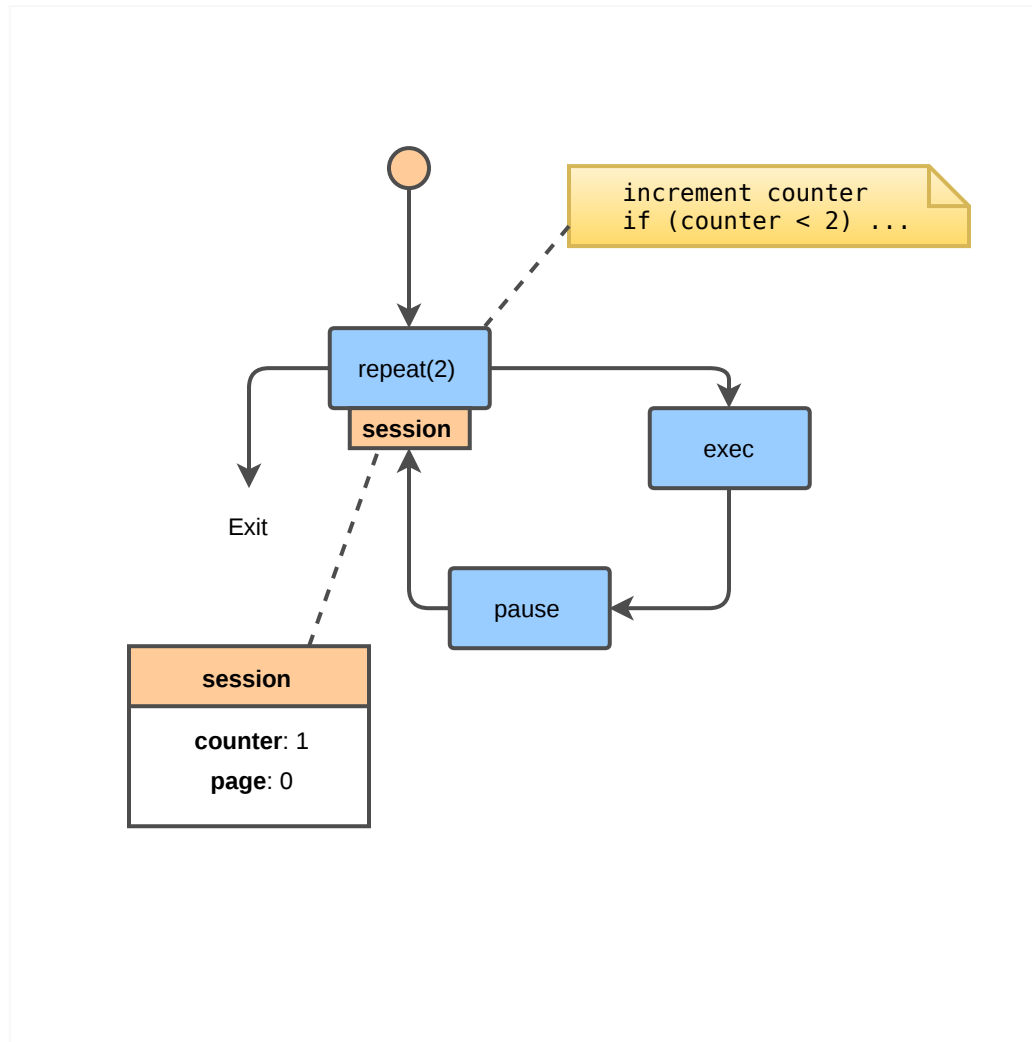 increment counter
if (counter < 2) ...
repeat(2)
session
exec
Exit
pause
session
counter: 1
page: 0